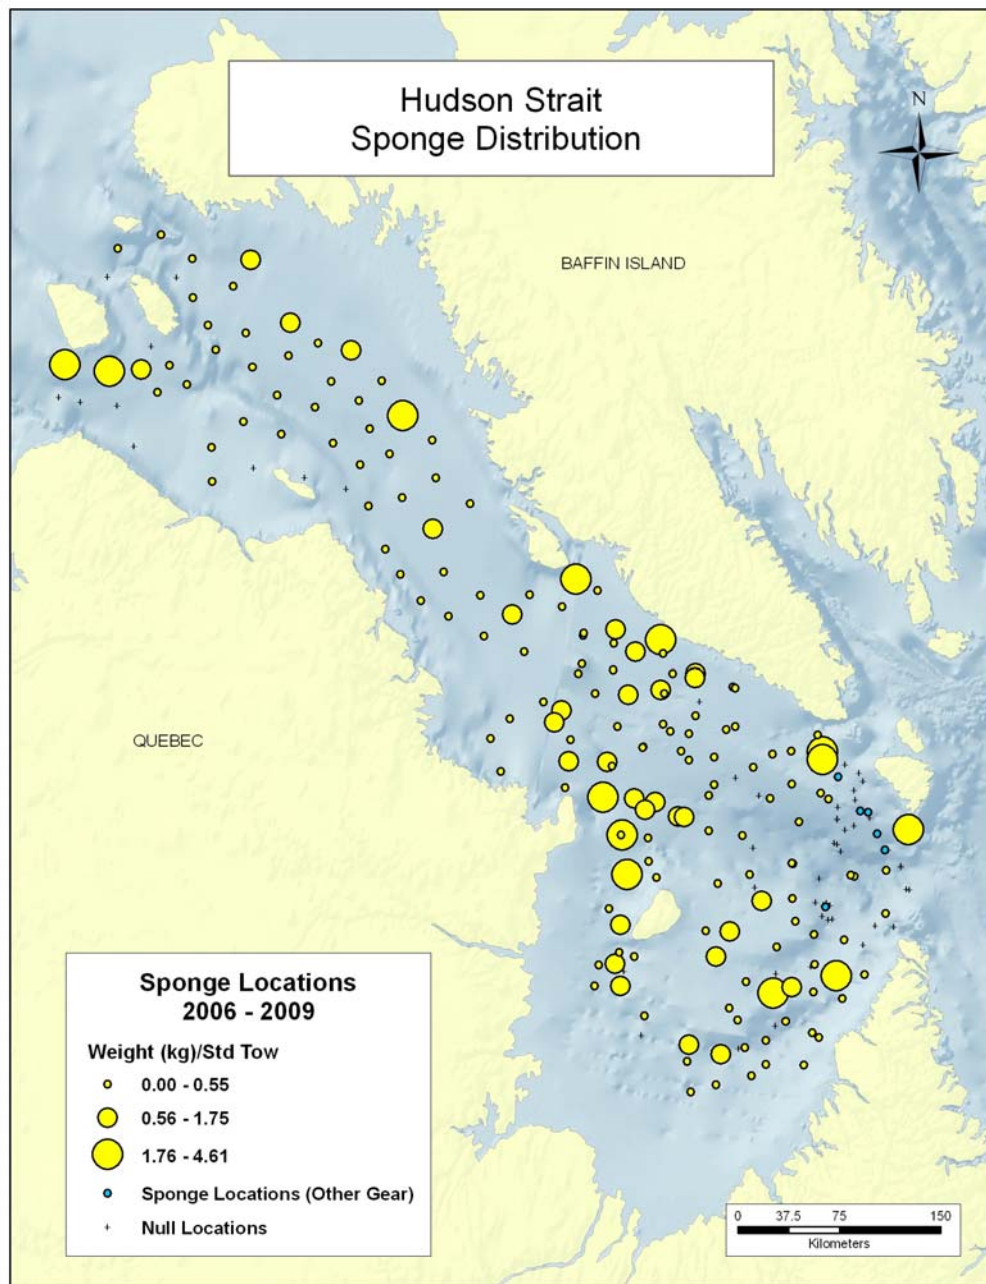 Hudson Strait
Sponge Distribution
N
BAFFIN ISLAND
QUEBEC
Sponge Locations
2006 - 2009
Weight (kg)/Std Tow
0.00 - 0.55
0.56 - 1.75
1.76 - 4.61
Sponge Locations (Other Gear)
Null Locations
0 37.5 75 150
Kilometers